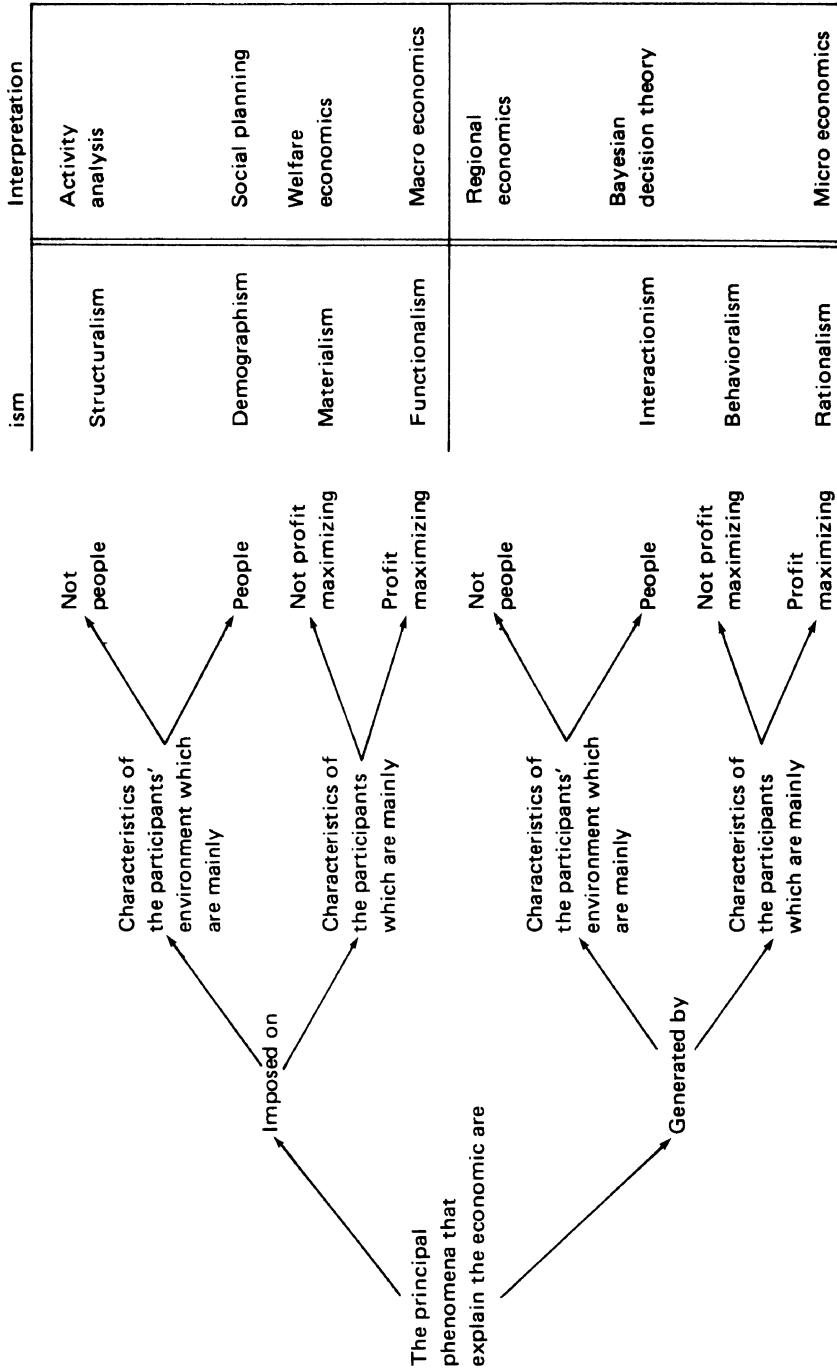 ism
Interpretation
The principal
phenomena that
explain the economic are
Imposed on
Characteristics of
the participants'
environment which
are mainly
Not
people
Structuralism
Activity
analysis
People
Demographism
Social planning
Characteristics of
the participants
which are mainly
Not profit
maximizing
Materialism
Welfare
economics
Profit
maximizing
Functionalism
Macro economics
Generated by
Characteristics of
the participants'
environment which
are mainly
Not
people
Regional
economics
People
Interactionism
Bayesian
decision theory
Characteristics of
the participants
which are mainly
Not profit
maximizing
Behavioralism
Profit
maximizing
Rationalism
Micro economics